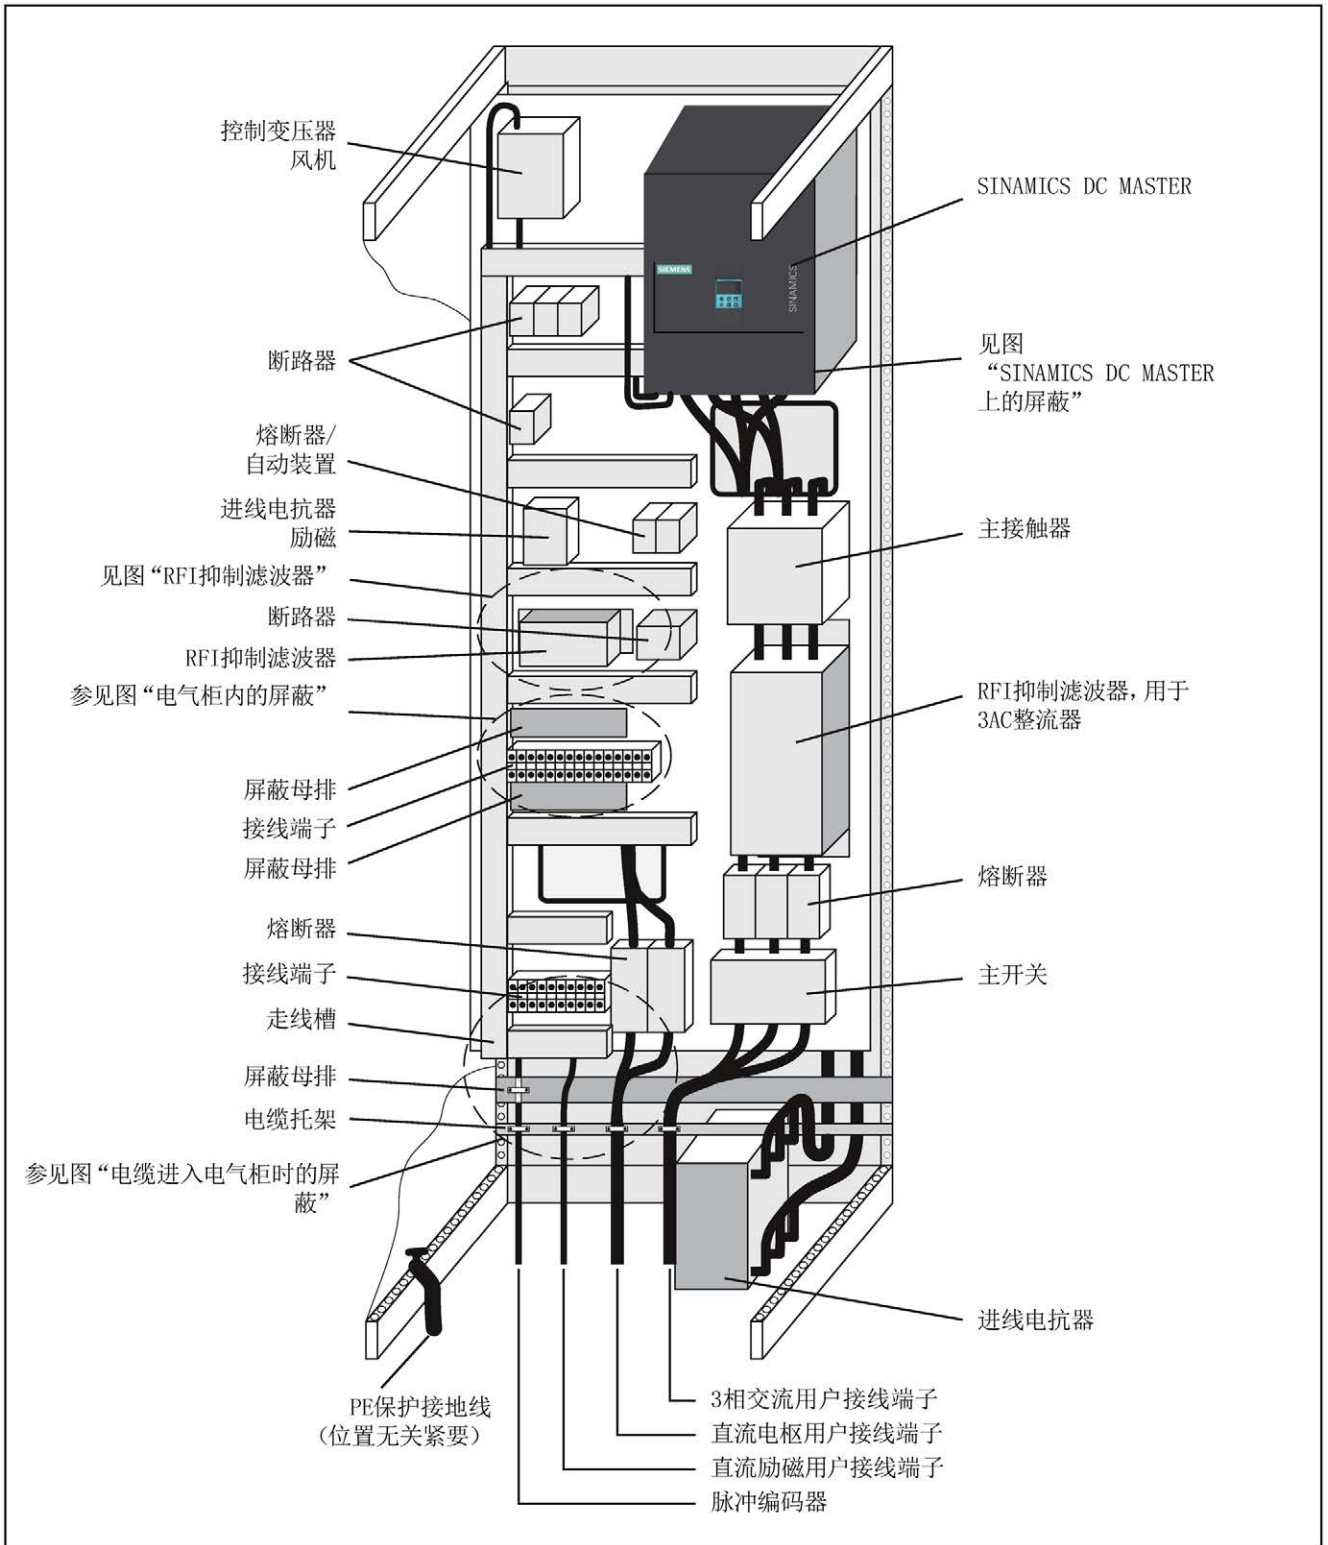 控制变压器
风机
断路器
熔断器/
自动装置
进线电抗器
励磁
见图“RFI抑制滤波器”
断路器
RFI抑制滤波器
参见图“电气柜内的屏蔽”
屏蔽母排
接线端子
屏蔽母排
熔断器
接线端子
走线槽
屏蔽母排
电缆托架
参见图“电缆进入电气柜时的屏
蔽”
PE保护接地线
(位置无关紧要)
SIEMENS
SINAMICS
SINAMICS DC MASTER
见图
“SINAMICS DC MASTER
上的屏蔽”
主接触器
RFI抑制滤波器, 用于
3AC整流器
熔断器
主开关
进线电抗器
3相交流用户接线端子
直流电枢用户接线端子
直流励磁用户接线端子
脉冲编码器